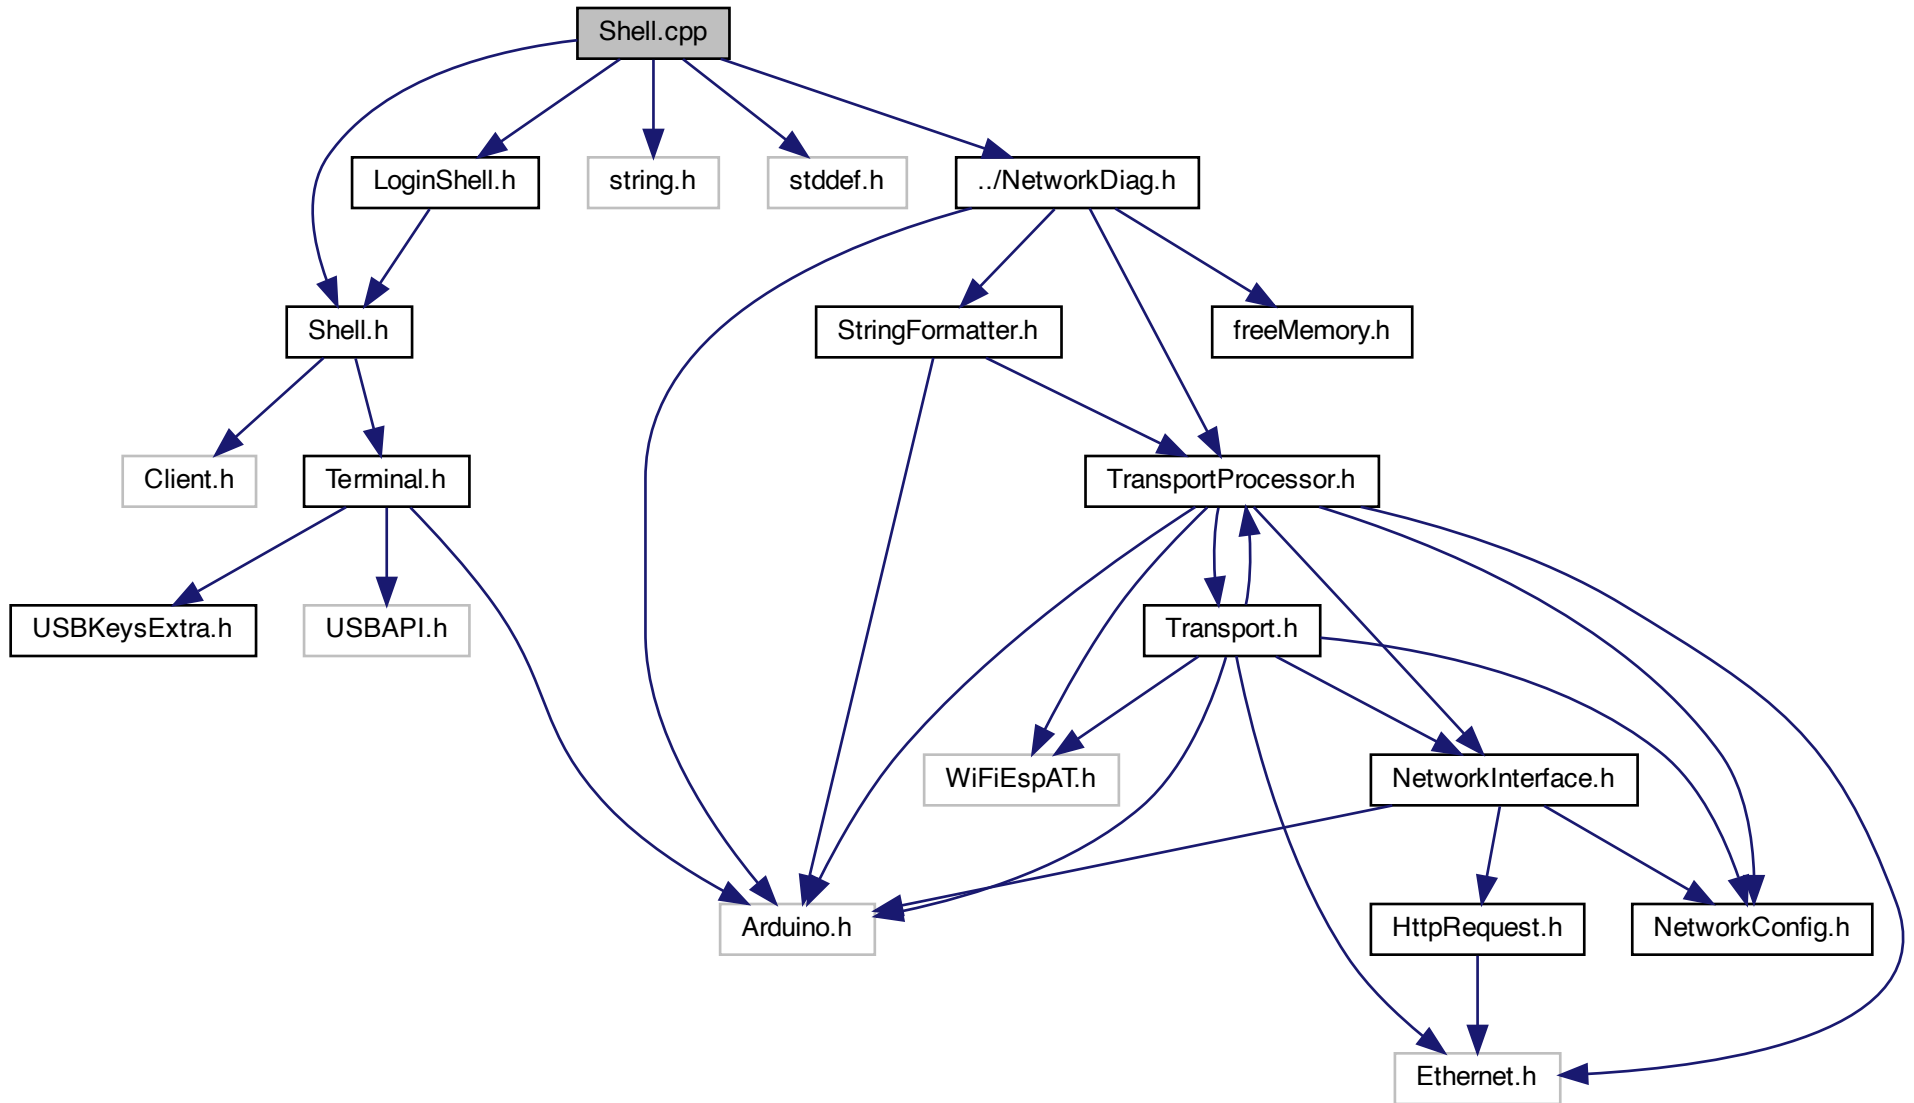 Shell.cpp
LoginShell.h
string.h
stddef.h
../NetworkDiag.h
Shell.h
StringFormatter.h
freeMemory.h
Client.h
Terminal.h
TransportProcessor.h
USBKeysExtra.h
USBAPI.h
Transport.h
WiFiEspAT.h
NetworkInterface.h
Arduino.h
HttpRequest.h
NetworkConfig.h
Ethernet.h